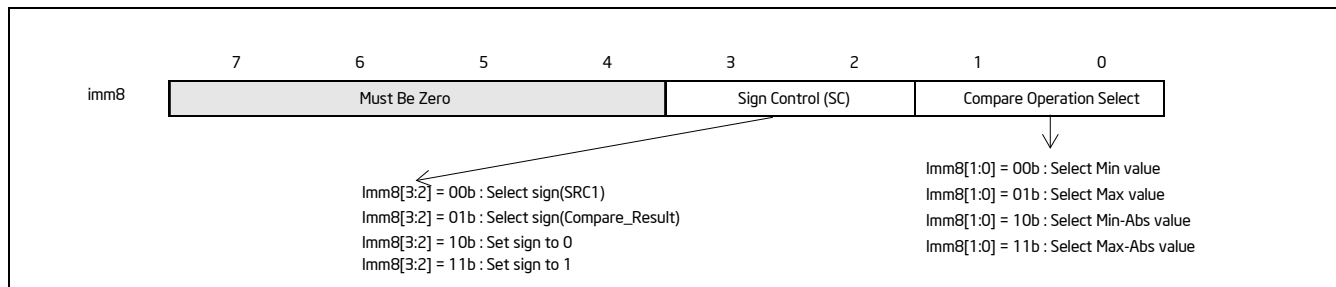 7 6 5 4 3 2 1 0
imm8 Must Be Zero Sign Control (SC) Compare Operation Select
Imm8[3:2] = 00b : Select sign(SRC1)
Imm8[3:2] = 01b : Select sign(Compare_Result)
Imm8[3:2] = 10b : Set sign to 0
Imm8[3:2] = 11b : Set sign to 1
Imm8[1:0] = 00b : Select Min value
Imm8[1:0] = 01b : Select Max value
Imm8[1:0] = 10b : Select Min-Abs value
Imm8[1:0] = 11b : Select Max-Abs value